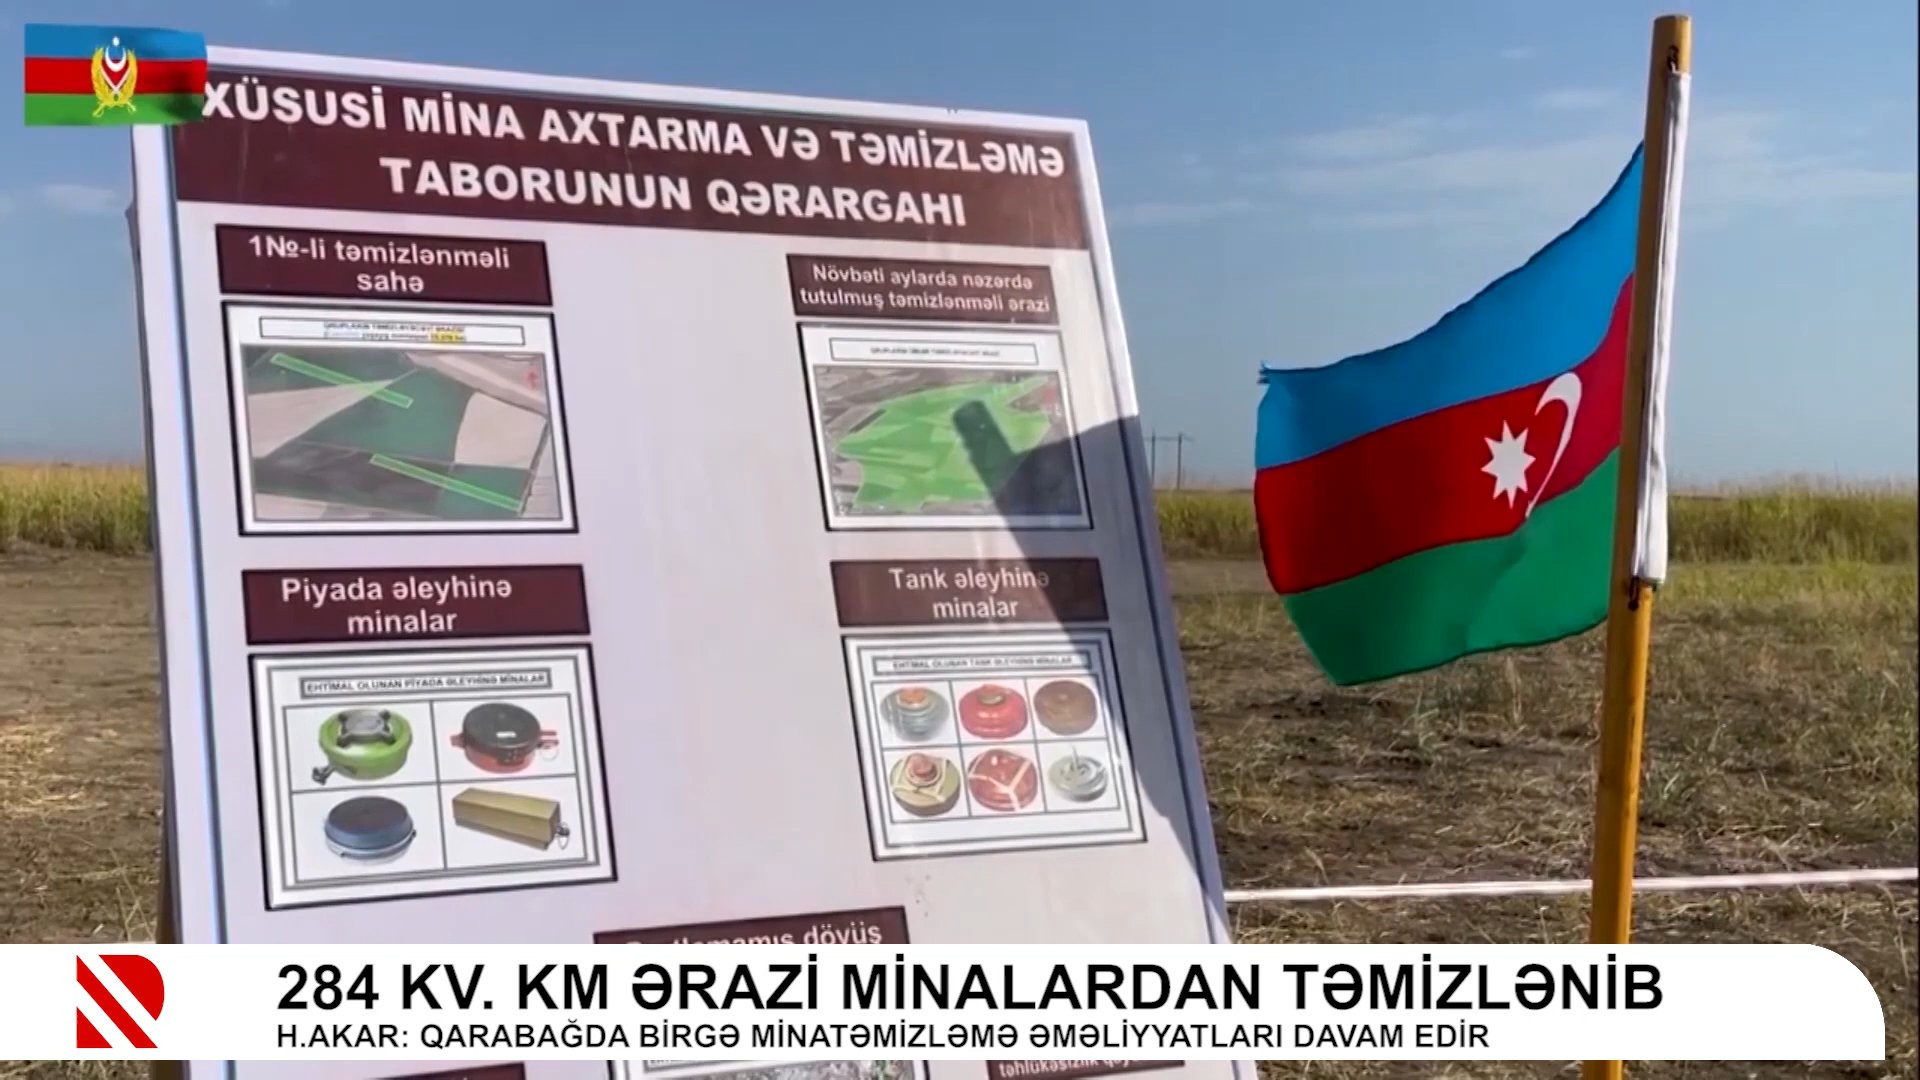 XÜSUSİ MİNA AXTARMA VƏ TƏMİZLƏMƏ
TABORUNUN QƏRARGAHI
1№-li təmizlənməli
sahə
Növbəti aylarda nəzərdə
tutulmuş təmizlənməli ərazi
Piyada əleyhinə
minalar
EHTİMAL OLUNAN PİYADA ƏLEYHİNƏ MİNALAR
Tank əleyhinə
minalar
EHTİMAL OLUNAN TANK ƏLEYHİNƏ MİNALAR
dövüş
284 KV. KM ƏRAZİ MİNALARDAN TƏMİZLƏNİB
H.AKAR: QARABAĞDA BİRGƏ MİNATƏMİZLƏMƏ ƏMƏLİYYATLARI DAVAM EDİR
təhlükəsizlik